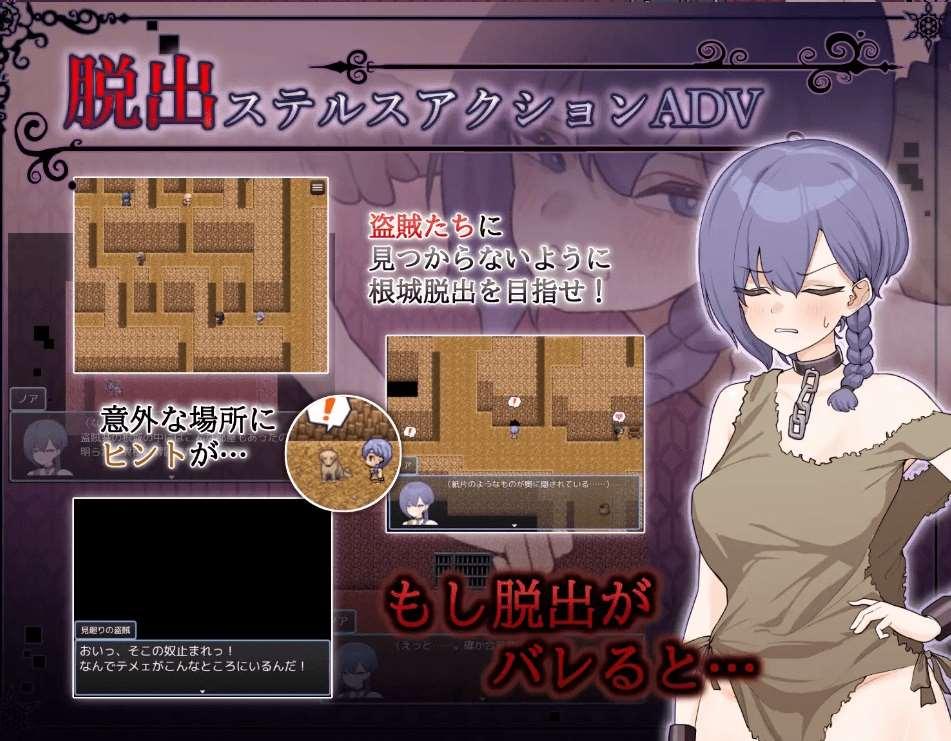 脱出ステルスアクションADV
盗賊たちに
見つからないように
根城脱出を目指せ！
ノア
意外な場所に
ヒントが…
！
（紙片のようなものが奥に隠されている……）
見廻りの盗賊
おいっ、そこの奴止まれっ！
なんでテメェがこんなところにいるんだ！
もし脱出が
バレると…